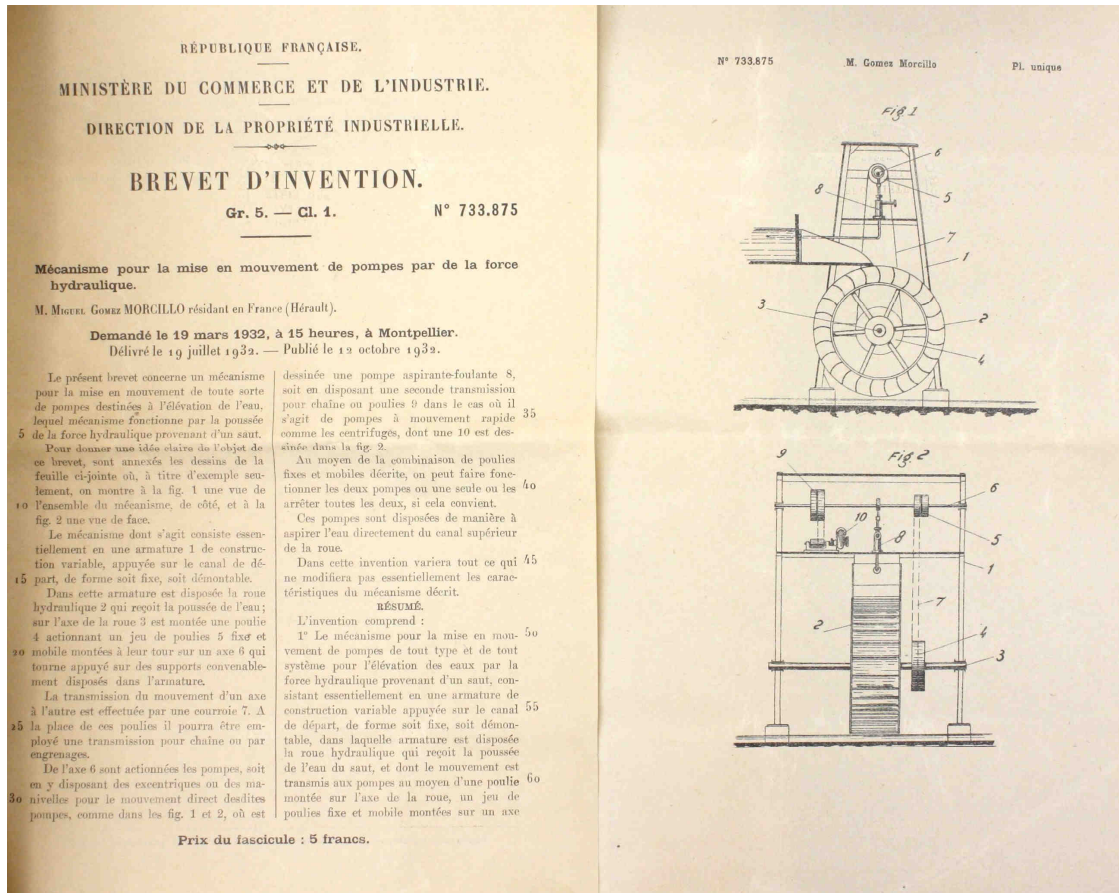 RÉPUBLIQUE FRANÇAISE.
MINISTÈRE DU COMMERCE ET DE L'INDUSTRIE.
DIRECTION DE LA PROPRIÉTÉ INDUSTRIELLE.
BREVET D'INVENTION.
Gr. 5. — Cl. 1. N° 733.875
Mécanisme pour la mise en mouvement de pompes par de la force
hydraulique.
M. Miguel Gomez MORCILLO résidant en France (Hérault).
Demandé le 19 mars 1932, à 15 heures, à Montpellier.
Délivré le 19 juillet 1932. — Publié le 12 octobre 1932.
Le présent brevet concerne un mécanisme
pour la mise en mouvement de toute sorte
de pompes destinées à l'élévation de l'eau,
lequel mécanisme fonctionne par la poussée
5 de la force hydraulique provenant d'un saut.
Pour donner une idée claire de l'objet de
ce brevet, sont annexés les dessins de la
feuille ci-jointe où, à titre d'exemple seu-
lement, on montre à la fig. 1 une vue de
10 l'ensemble du mécanisme, de côté, et à la
fig. 2 une vue de face.
Le mécanisme dont s'agit consiste essen-
tiellement en une armature 1 de construc-
tion variable, appuyée sur le canal de dé-
15 part, de forme soit fixe, soit démontable.
Dans cette armature est disposée la roue
hydraulique 2 qui reçoit la poussée de l'eau;
sur l'axe de la roue 3 est montée une poulie
4 actionnant un jeu de poulies 5 fixe et
20 mobile montées à leur tour sur un axe 6 qui
tourne appuyé sur des supports convenable-
ment disposés dans l'armature.
La transmission du mouvement d'un axe
à l'autre est effectuée par une courroie 7. A
25 la place de ces poulies il pourra être em-
ployé une transmission pour chaîne ou par
engrenages.
De l'axe 6 sont actionnées les pompes, soit
en y disposant des excentriques ou des ma-
30 nivelles pour le mouvement direct desdites
pompes, comme dans les fig. 1 et 2, où est
dessinée une pompe aspirante-foulante 8,
soit en disposant une seconde transmission
pour chaîne ou poulies 9 dans le cas où il
s'agit de pompes à mouvement rapide 35
comme les centrifuges, dont une 10 est des-
sinée dans la fig. 2.
Au moyen de la combinaison de poulies
fixes et mobiles décrite, on peut faire fonc-
tionner les deux pompes ou une seule ou les 40
arrêter toutes les deux, si cela convient.
Ces pompes sont disposées de manière à
aspirer l'eau directement du canal supérieur
de la roue.
Dans cette invention variera tout ce qui 45
ne modifiera pas essentiellement les carac-
téristiques du mécanisme décrit.
RÉSUMÉ.
L'invention comprend :
1° Le mécanisme pour la mise en mou- 50
vement de pompes de tout type et de tout
système pour l'élévation des eaux par la
force hydraulique provenant d'un saut, con-
sistant essentiellement en une armature de
construction variable appuyée sur le canal 55
de départ, de forme soit fixe, soit démon-
table, dans laquelle armature est disposée
la roue hydraulique qui reçoit la poussée
de l'eau du saut, et dont le mouvement est
transmis aux pompes au moyen d'une poulie 60
montée sur l'axe de la roue, un jeu de
poulies fixe et mobile montées sur un axe
Prix du fascicule : 5 francs.
N° 733.875 M. Gomez Morcillo Pl. unique
Fig. 1
6
5
8
7
1
3
2
4
Fig. 2
9
6
10
8
5
1
7
2
4
3